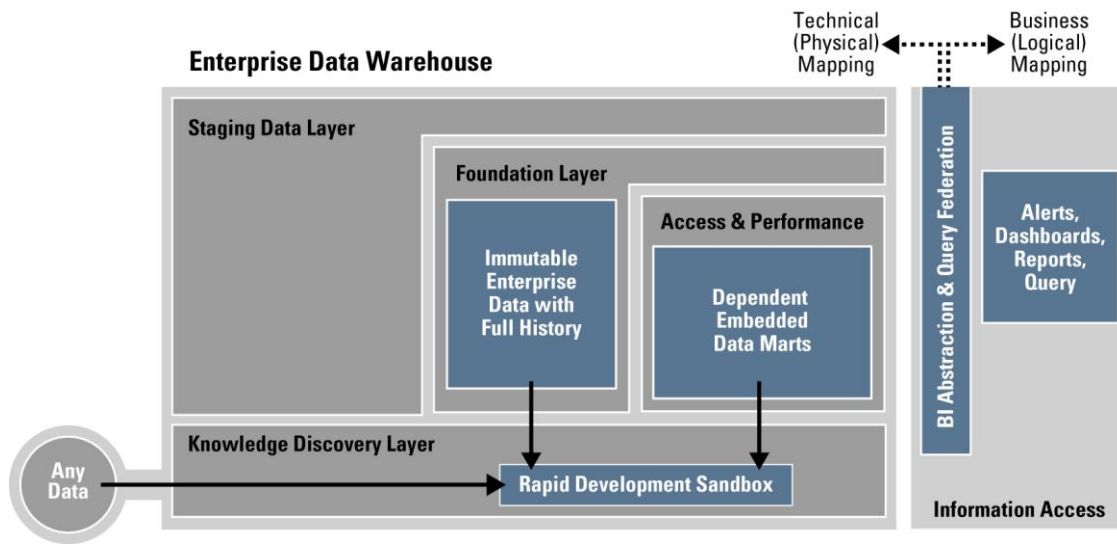 Enterprise Data Warehouse
Staging Data Layer
Foundation Layer
Immutable
Enterprise
Data with
Full History
Access & Performance
Dependent
Embedded
Data Marts
Knowledge Discovery Layer
Any
Data
Rapid Development Sandbox
Technical
(Physical)
Mapping
Business
(Logical)
Mapping
BI Abstraction & Query Federation
Alerts,
Dashboards,
Reports,
Query
Information Access